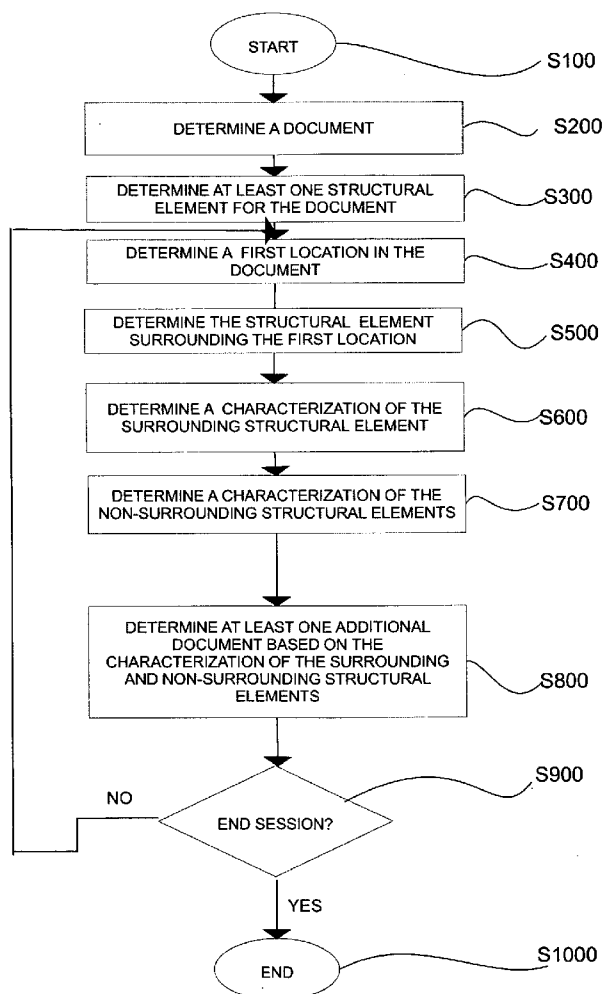 START
S100
DETERMINE A DOCUMENT
S200
DETERMINE AT LEAST ONE STRUCTURAL
ELEMENT FOR THE DOCUMENT
S300
DETERMINE A FIRST LOCATION IN THE
DOCUMENT
S400
DETERMINE THE STRUCTURAL ELEMENT
SURROUNDING THE FIRST LOCATION
S500
DETERMINE A CHARACTERIZATION OF THE
SURROUNDING STRUCTURAL ELEMENT
S600
DETERMINE A CHARACTERIZATION OF THE
NON-SURROUNDING STRUCTURAL ELEMENTS
S700
DETERMINE AT LEAST ONE ADDITIONAL
DOCUMENT BASED ON THE
CHARACTERIZATION OF THE SURROUNDING
AND NON-SURROUNDING STRUCTURAL
ELEMENTS
S800
S900
NO
END SESSION?
YES
END
S1000